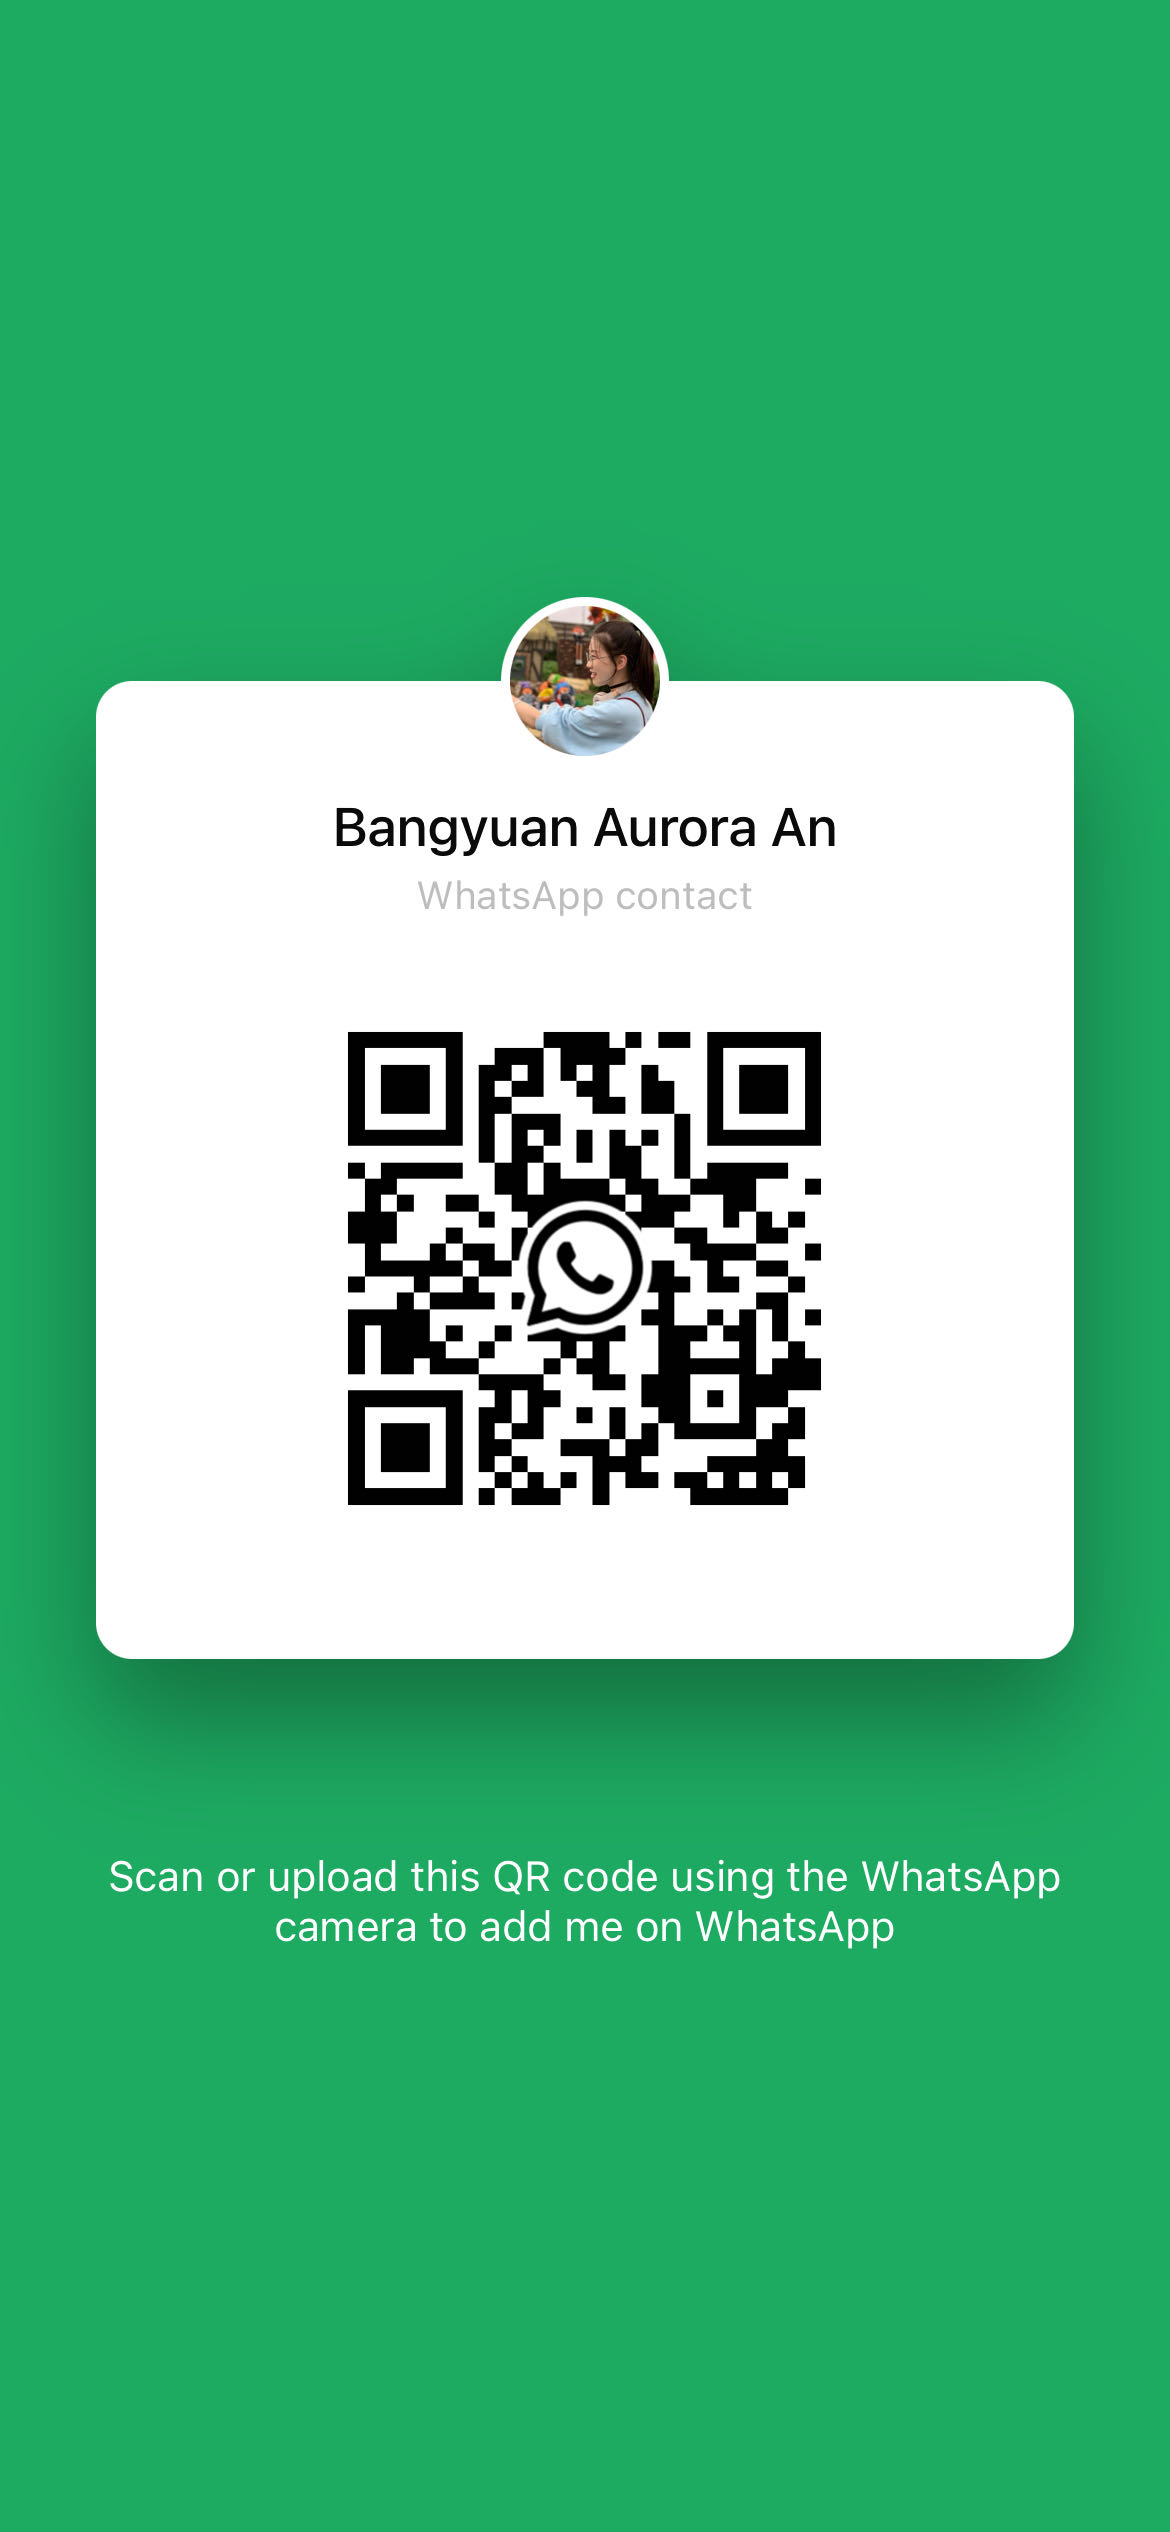 Bangyuan Aurora An
WhatsApp contact
Scan or upload this QR code using the WhatsApp
camera to add me on WhatsApp